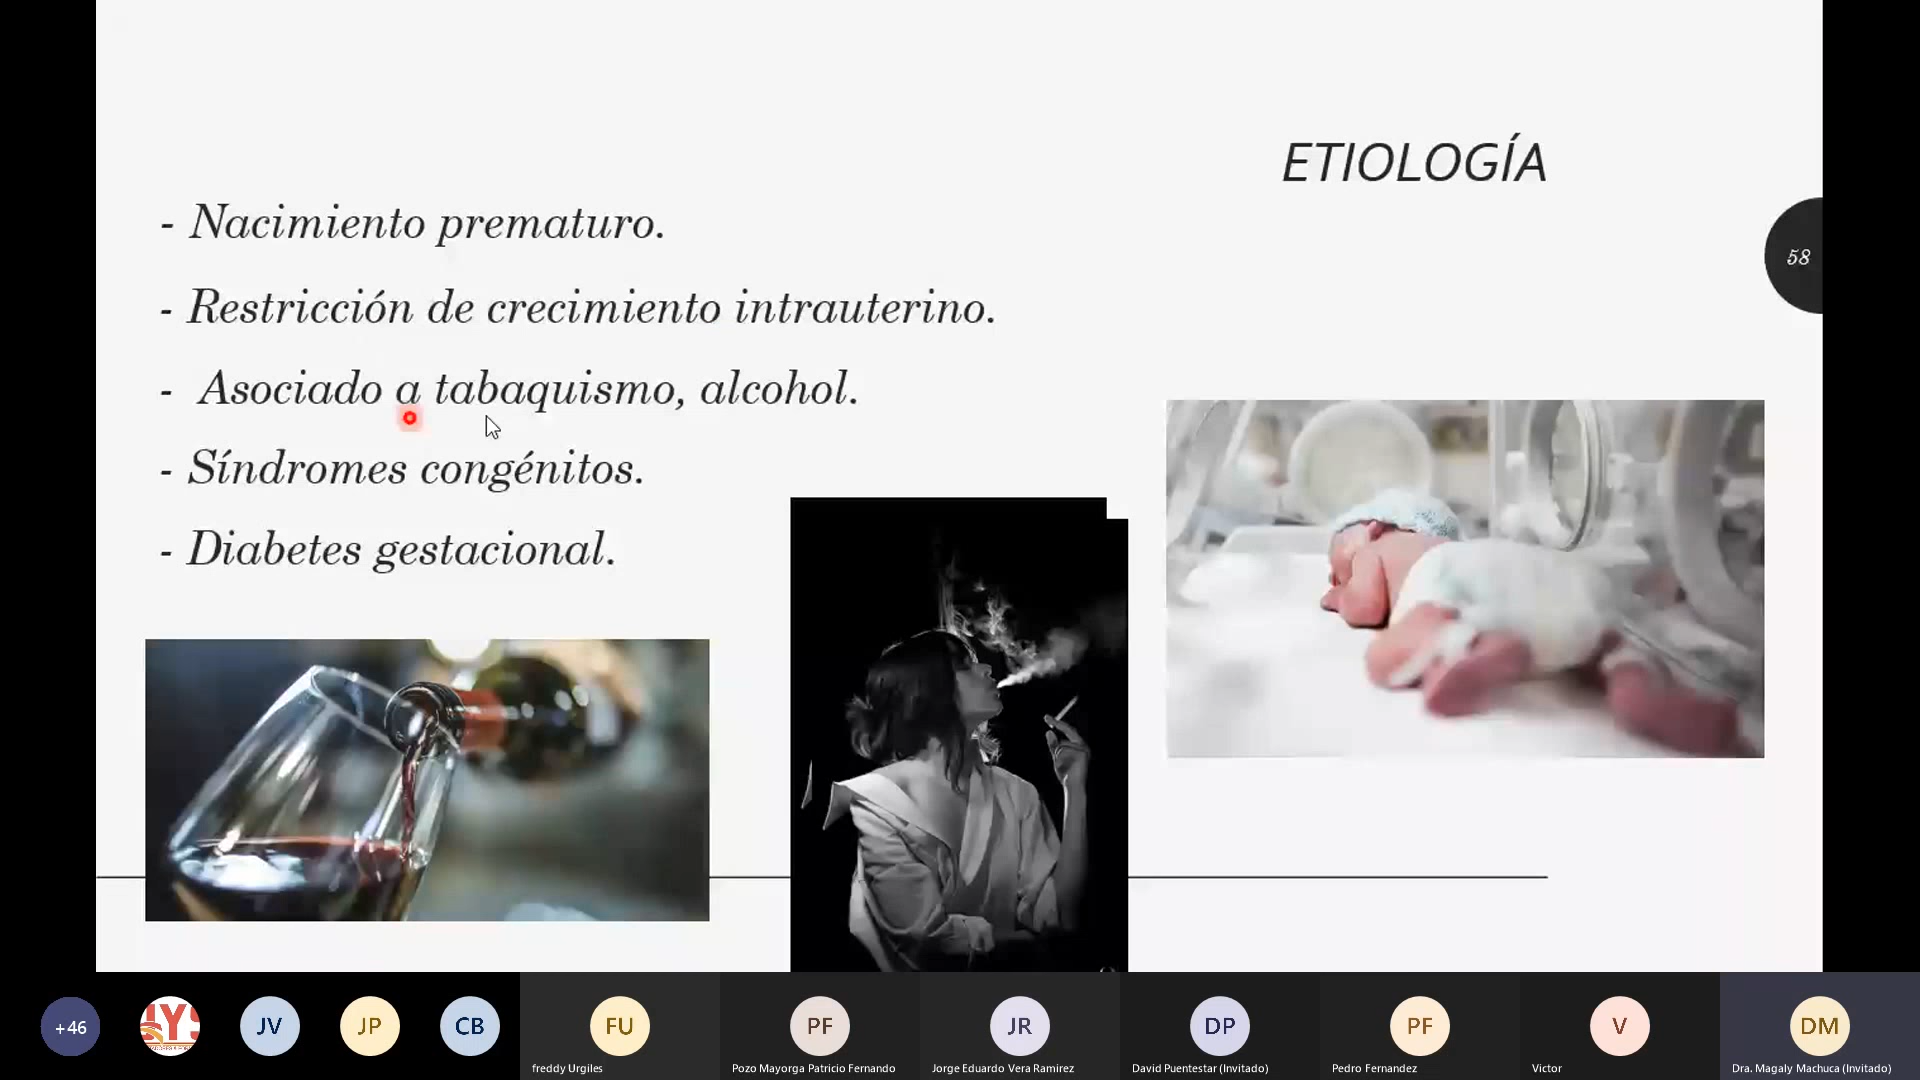 ETIOLOGÍA
58
- Nacimiento prematuro.
- Restricción de crecimiento intrauterino.
- Asociado a tabaquismo, alcohol.
- Síndromes congénitos.
- Diabetes gestacional.
+46
JV
JP
CB
FU
PF
JR
DP
PF
V
DM
freddy Urgiles
Pozo Mayorga Patricio Fernando
Jorge Eduardo Vera Ramirez
David Puentestar (Invitado)
Pedro Fernandez
Victor
Dra. Magaly Machuca (Invitado)